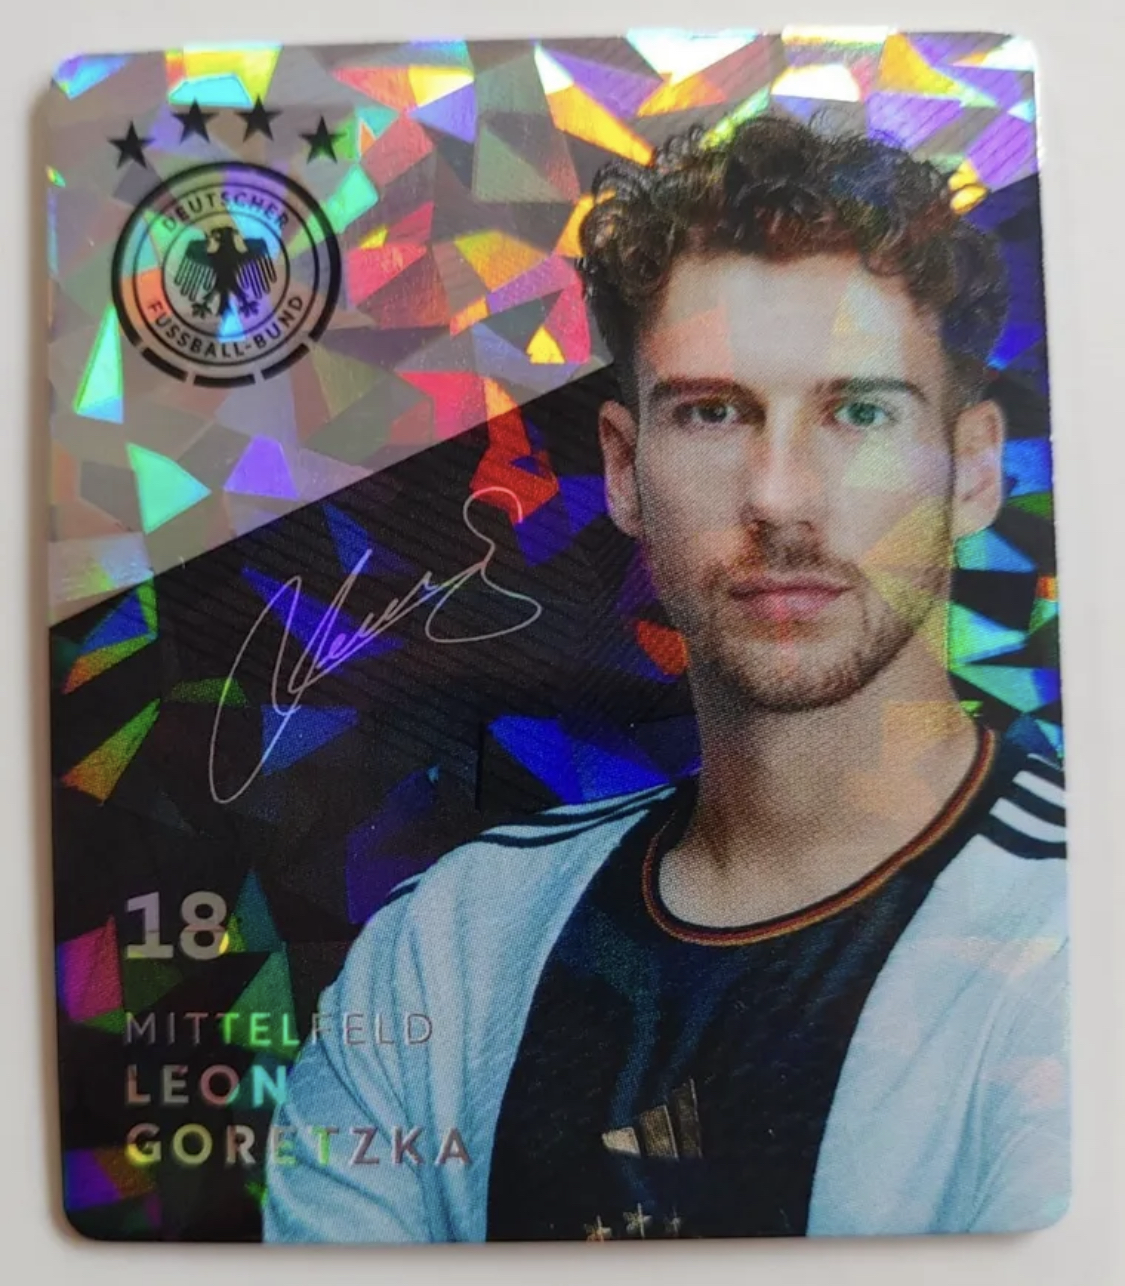 DEUTSCHER
FUSSBALL-BUND
18
MITTELFELD
LEON
GORETZKA